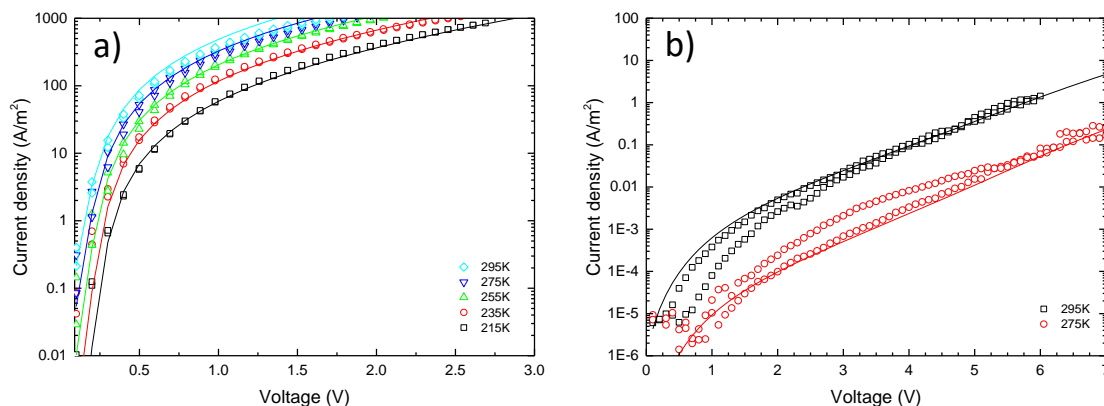 a)
1000
100
10
1
0.1
0.01
Current density (A/m²)
0.5 1.0 1.5 2.0 2.5 3.0
Voltage (V)
295K
275K
255K
235K
215K
b)
100
10
1
0.1
0.01
1E-3
1E-4
1E-5
1E-6
Current density (A/m²)
0 1 2 3 4 5 6 7
Voltage (V)
295K
275K